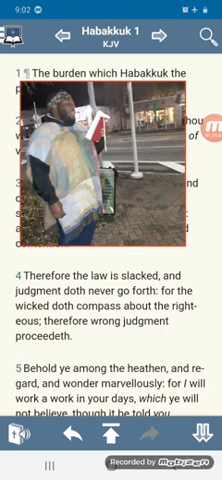 9:02
Habakkuk 1
KJV
1 ¶ The burden which Habakkuk the
2
thou
of
3
nd
4 Therefore the law is slacked, and
judgment doth never go forth: for the
wicked doth compass about the right-
eous; therefore wrong judgment
proceedeth.
5 Behold ye among the heathen, and re-
gard, and wonder marvellously: for I will
work a work in your days, which ye will
not believe, though it be told you.
Recorded by mobizen